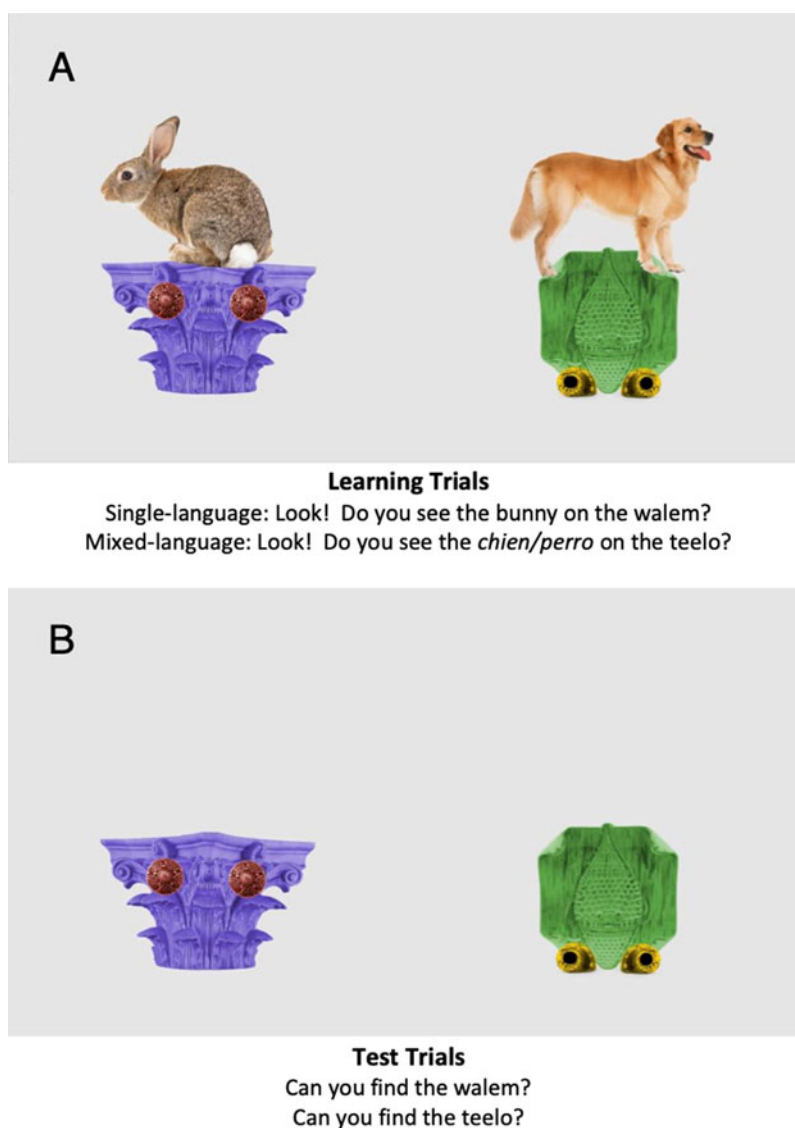 A
Learning Trials
Single-language: Look! Do you see the bunny on the walem?
Mixed-language: Look! Do you see the chien/perro on the teelo?
B
Test Trials
Can you find the walem?
Can you find the teelo?